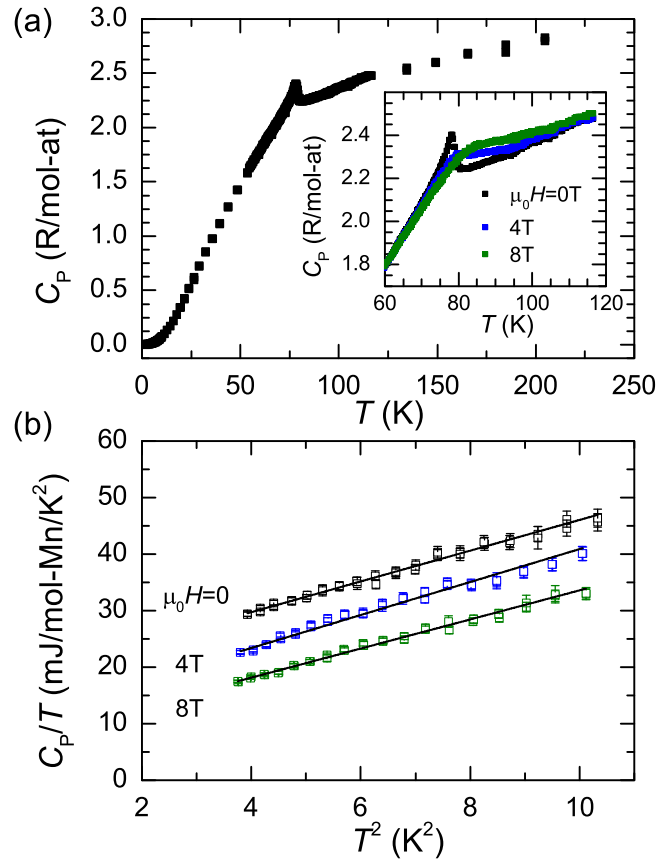 (a)
3.0
2.5
2.0
1.5
1.0
0.5
0.0
C_P (R/mol-at)
0 50 100 150 200 250
T (K)
2.4
2.2
2.0
1.8
C_P (R/mol-at)
μ₀H=0T
4T
8T
60 80 100 120
T (K)
(b)
60
50
40
30
20
10
0
C_P/T (mJ/mol-Mn/K²)
μ₀H=0
4T
8T
2 4 6 8 10
T² (K²)